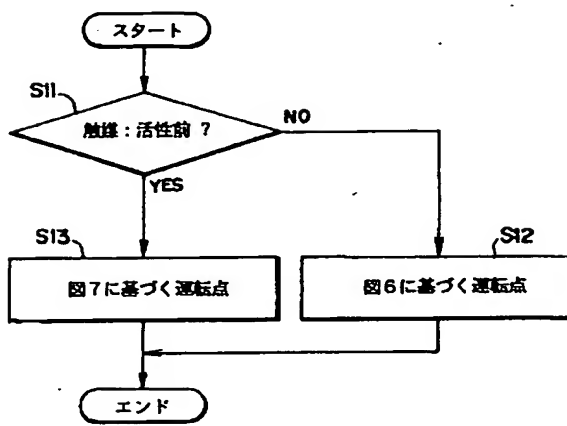 スタート
S11
触媒：活性前 ?
NO
YES
S13
S12
図7に基づく運転点
図6に基づく運転点
エンド